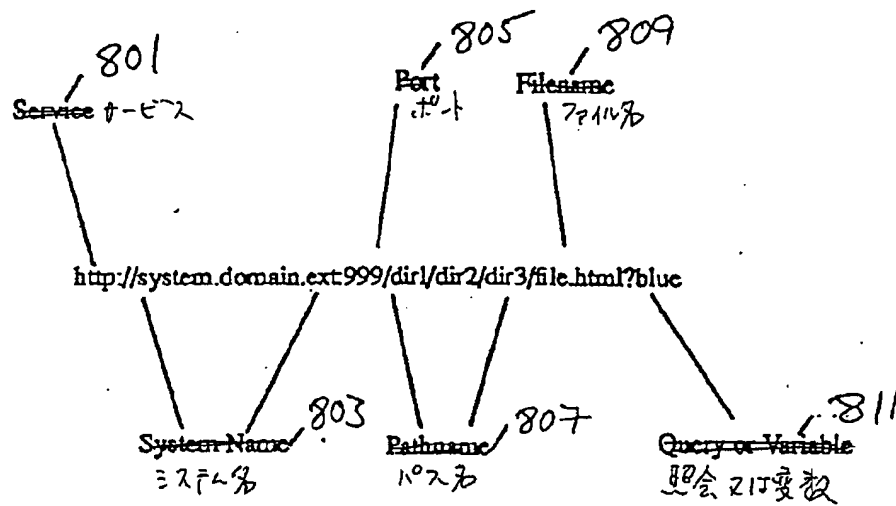 801
805
809
Service サービス
Port
ポート
Filename
ファイル名
http://system.domain.ext:999/dir1/dir2/dir3/file.html?blue
803
807
811
System Name
システム名
Pathname
パス名
Query or Variable
照会又は変数